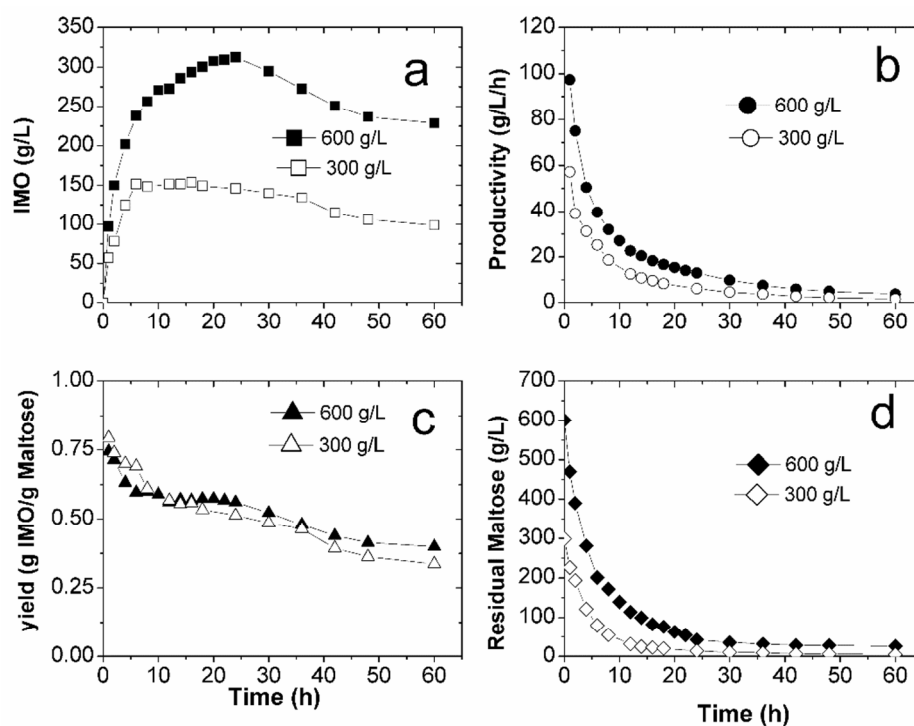 a
IMO (g/L)
350
300
250
200
150
100
50
0
600 g/L
300 g/L
0 10 20 30 40 50 60
b
Productivity (g/L/h)
120
100
80
60
40
20
0
600 g/L
300 g/L
0 10 20 30 40 50 60
c
yield (g IMO/g Maltose)
1.00
0.75
0.50
0.25
0.00
600 g/L
300 g/L
0 10 20 30 40 50 60
Time (h)
d
Residual Maltose (g/L)
700
600
500
400
300
200
100
0
600 g/L
300 g/L
0 10 20 30 40 50 60
Time (h)